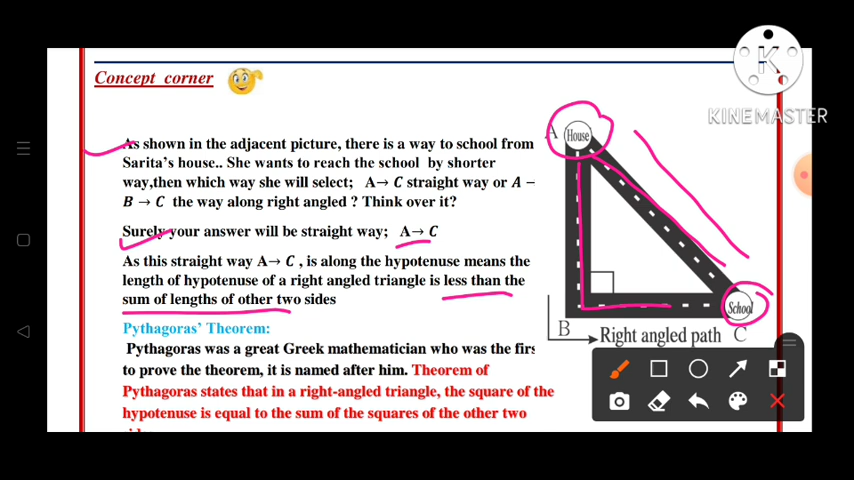 Concept corner
KINEMASTER
A House
As shown in the adjacent picture, there is a way to school from
Sarita's house.. She wants to reach the school by shorter
way,then which way she will select; A→ C straight way or A −
B → C the way along right angled ? Think over it?
Surely your answer will be straight way; A→ C
As this straight way A→ C , is along the hypotenuse means the
length of hypotenuse of a right angled triangle is less than the
sum of lengths of other two sides
School
B Right angled path C
Pythagoras' Theorem:
Pythagoras was a great Greek mathematician who was the firs
to prove the theorem, it is named after him. Theorem of
Pythagoras states that in a right-angled triangle, the square of the
hypotenuse is equal to the sum of the squares of the other two